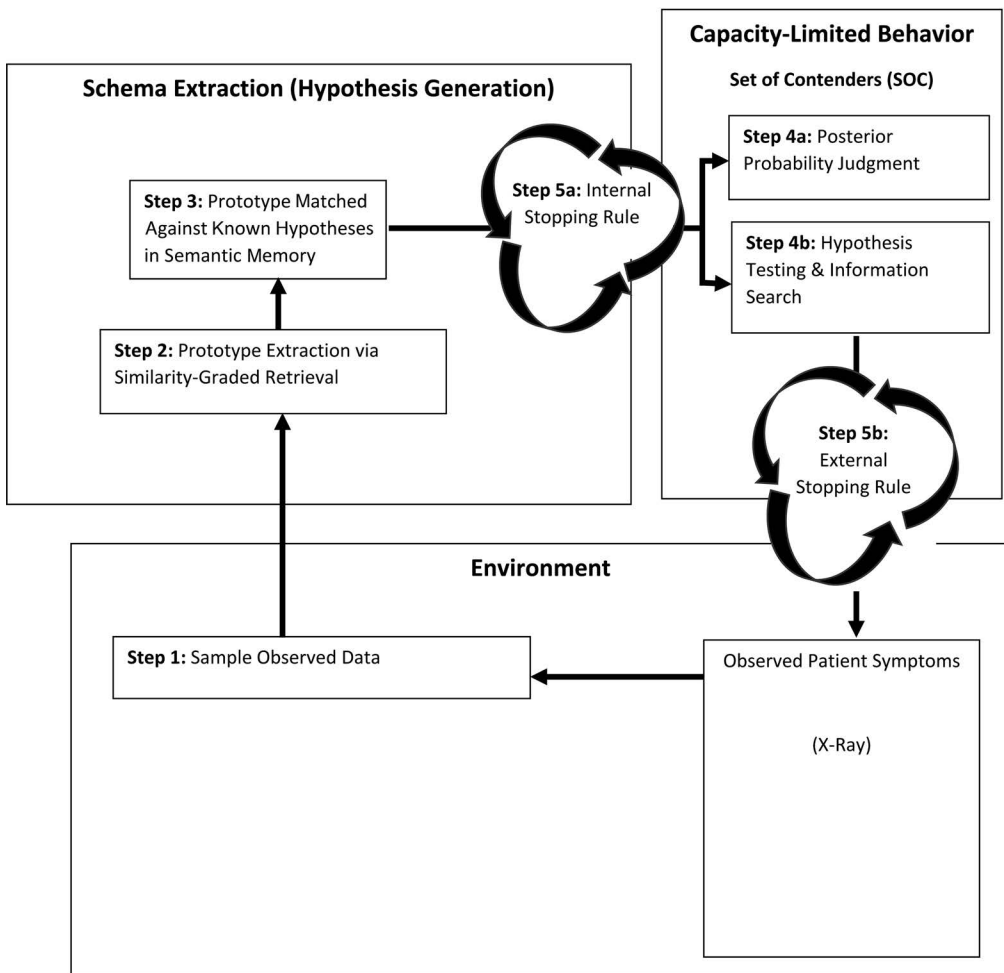 Capacity-Limited Behavior
Set of Contenders (SOC)
Schema Extraction (Hypothesis Generation)
Step 4a: Posterior
Probability Judgment
Step 5a: Internal
Stopping Rule
Step 3: Prototype Matched
Against Known Hypotheses
in Semantic Memory
Step 4b: Hypothesis
Testing & Information
Search
Step 2: Prototype Extraction via
Similarity-Graded Retrieval
Step 5b:
External
Stopping Rule
Environment
Step 1: Sample Observed Data
Observed Patient Symptoms
(X-Ray)